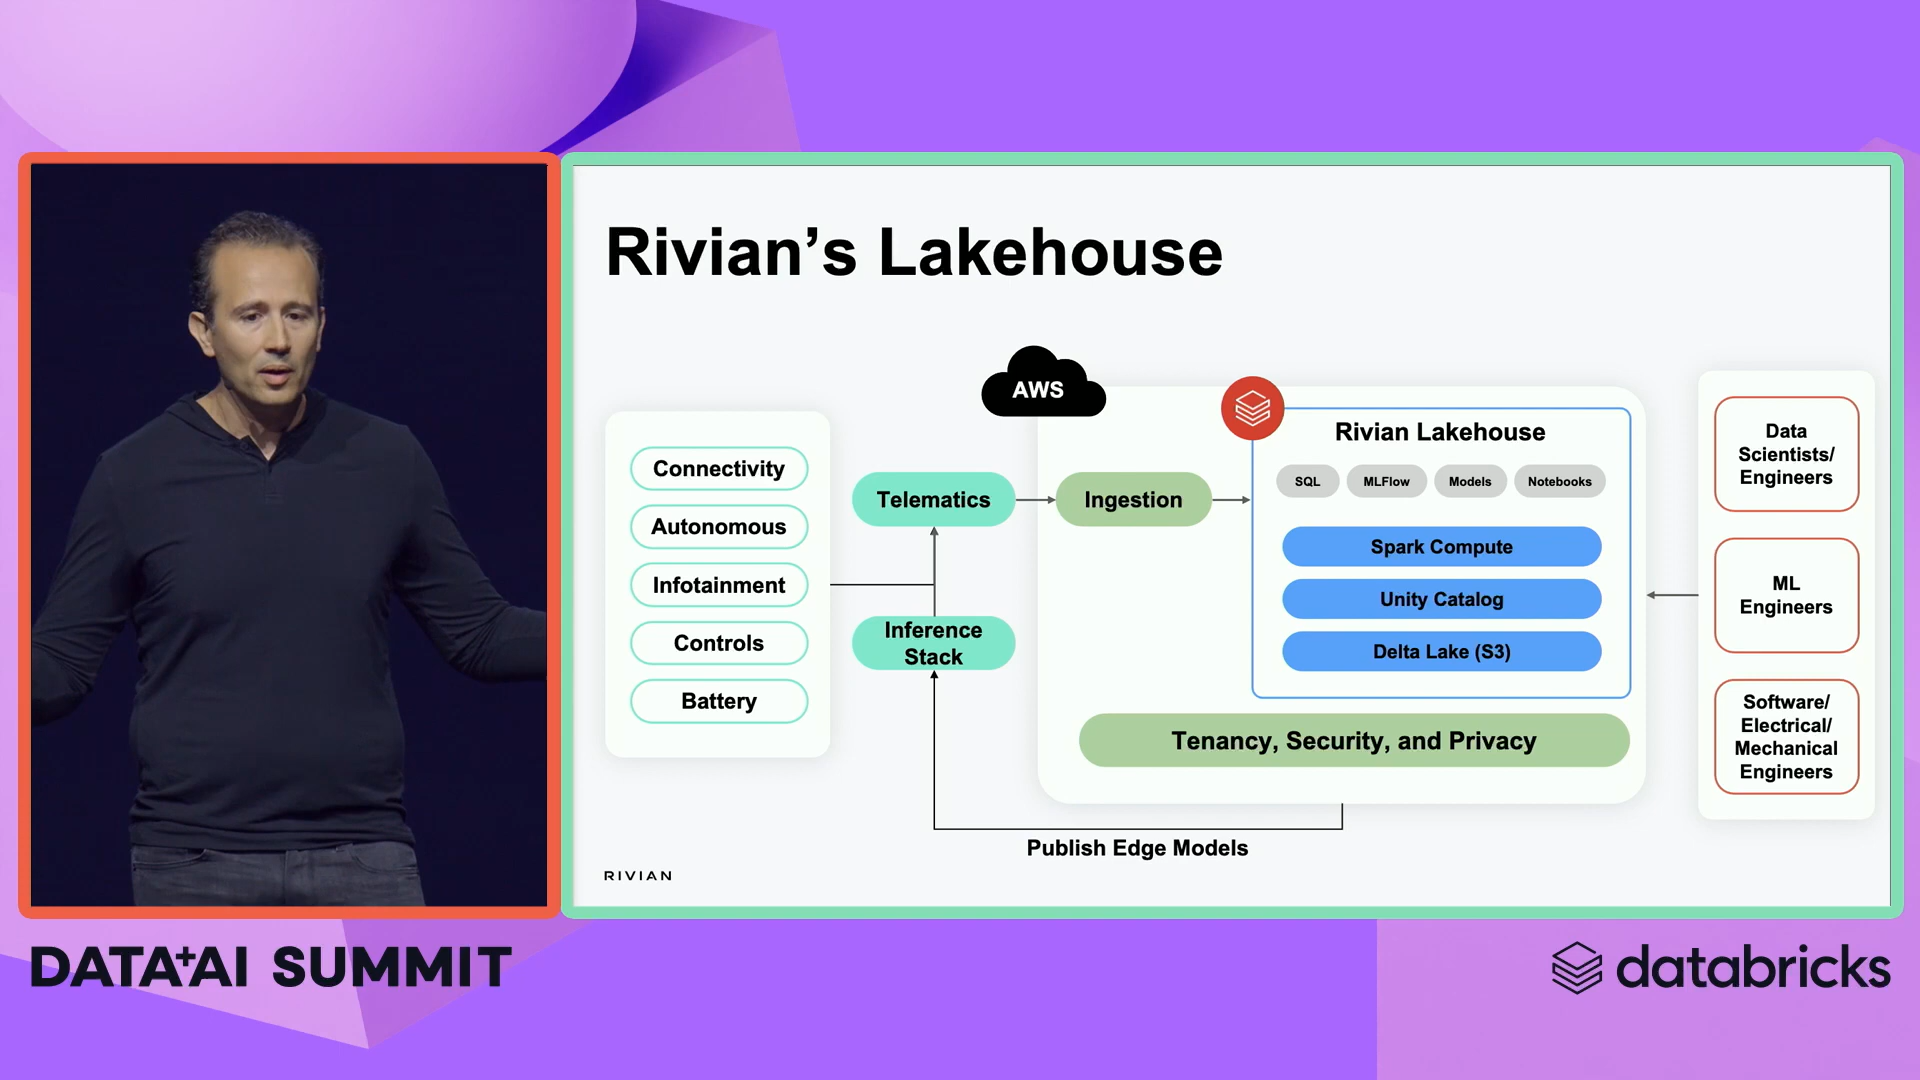 Rivian’s Lakehouse
AWS
Connectivity
Autonomous
Infotainment
Controls
Battery
Telematics
Inference
Stack
Ingestion
Rivian Lakehouse
SQL
MLFlow
Models
Notebooks
Spark Compute
Unity Catalog
Delta Lake (S3)
Tenancy, Security, and Privacy
Publish Edge Models
Data
Scientists/
Engineers
ML
Engineers
Software/
Electrical/
Mechanical
Engineers
RIVIAN
DATA+AI SUMMIT
databricks